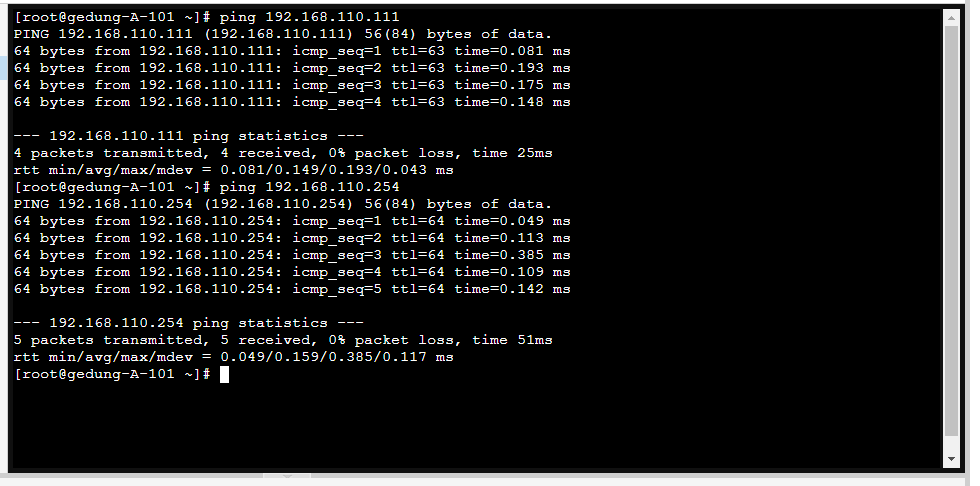 [root@gedung-A-101 ~]# ping 192.168.110.111
PING 192.168.110.111 (192.168.110.111) 56(84) bytes of data.
64 bytes from 192.168.110.111: icmp_seq=1 ttl=63 time=0.081 ms
64 bytes from 192.168.110.111: icmp_seq=2 ttl=63 time=0.193 ms
64 bytes from 192.168.110.111: icmp_seq=3 ttl=63 time=0.175 ms
64 bytes from 192.168.110.111: icmp_seq=4 ttl=63 time=0.148 ms
--- 192.168.110.111 ping statistics ---
4 packets transmitted, 4 received, 0% packet loss, time 25ms
rtt min/avg/max/mdev = 0.081/0.149/0.193/0.043 ms
[root@gedung-A-101 ~]# ping 192.168.110.254
PING 192.168.110.254 (192.168.110.254) 56(84) bytes of data.
64 bytes from 192.168.110.254: icmp_seq=1 ttl=64 time=0.049 ms
64 bytes from 192.168.110.254: icmp_seq=2 ttl=64 time=0.113 ms
64 bytes from 192.168.110.254: icmp_seq=3 ttl=64 time=0.385 ms
64 bytes from 192.168.110.254: icmp_seq=4 ttl=64 time=0.109 ms
64 bytes from 192.168.110.254: icmp_seq=5 ttl=64 time=0.142 ms
--- 192.168.110.254 ping statistics ---
5 packets transmitted, 5 received, 0% packet loss, time 51ms
rtt min/avg/max/mdev = 0.049/0.159/0.385/0.117 ms
[root@gedung-A-101 ~]#